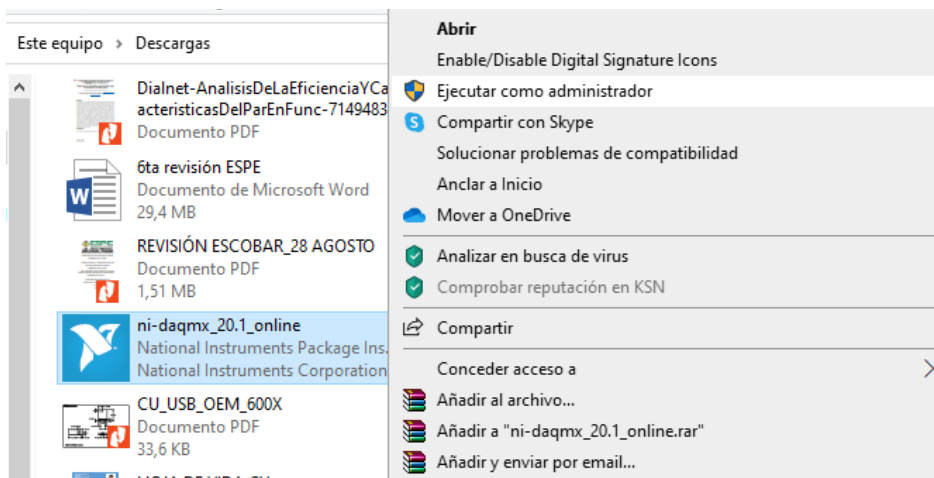 Este equipo > Descargas
Dialnet-AnalisisDeLaEficienciaYCa
acteristicasDelParEnFunc-7149483
Documento PDF
6ta revisión ESPE
Documento de Microsoft Word
29,4 MB
REVISIÓN ESCOBAR_28 AGOSTO
Documento PDF
1,51 MB
ni-daqmx_20.1_online
National Instruments Package Ins.
National Instruments Corporation
CU_USB_OEM_600X
Documento PDF
33,6 KB
Abrir
Enable/Disable Digital Signature Icons
Ejecutar como administrador
Compartir con Skype
Solucionar problemas de compatibilidad
Anclar a Inicio
Mover a OneDrive
Analizar en busca de virus
Comprobar reputación en KSN
Compartir
Conceder acceso a
Añadir al archivo...
Añadir a "ni-daqmx_20.1_online.rar"
Añadir y enviar por email...